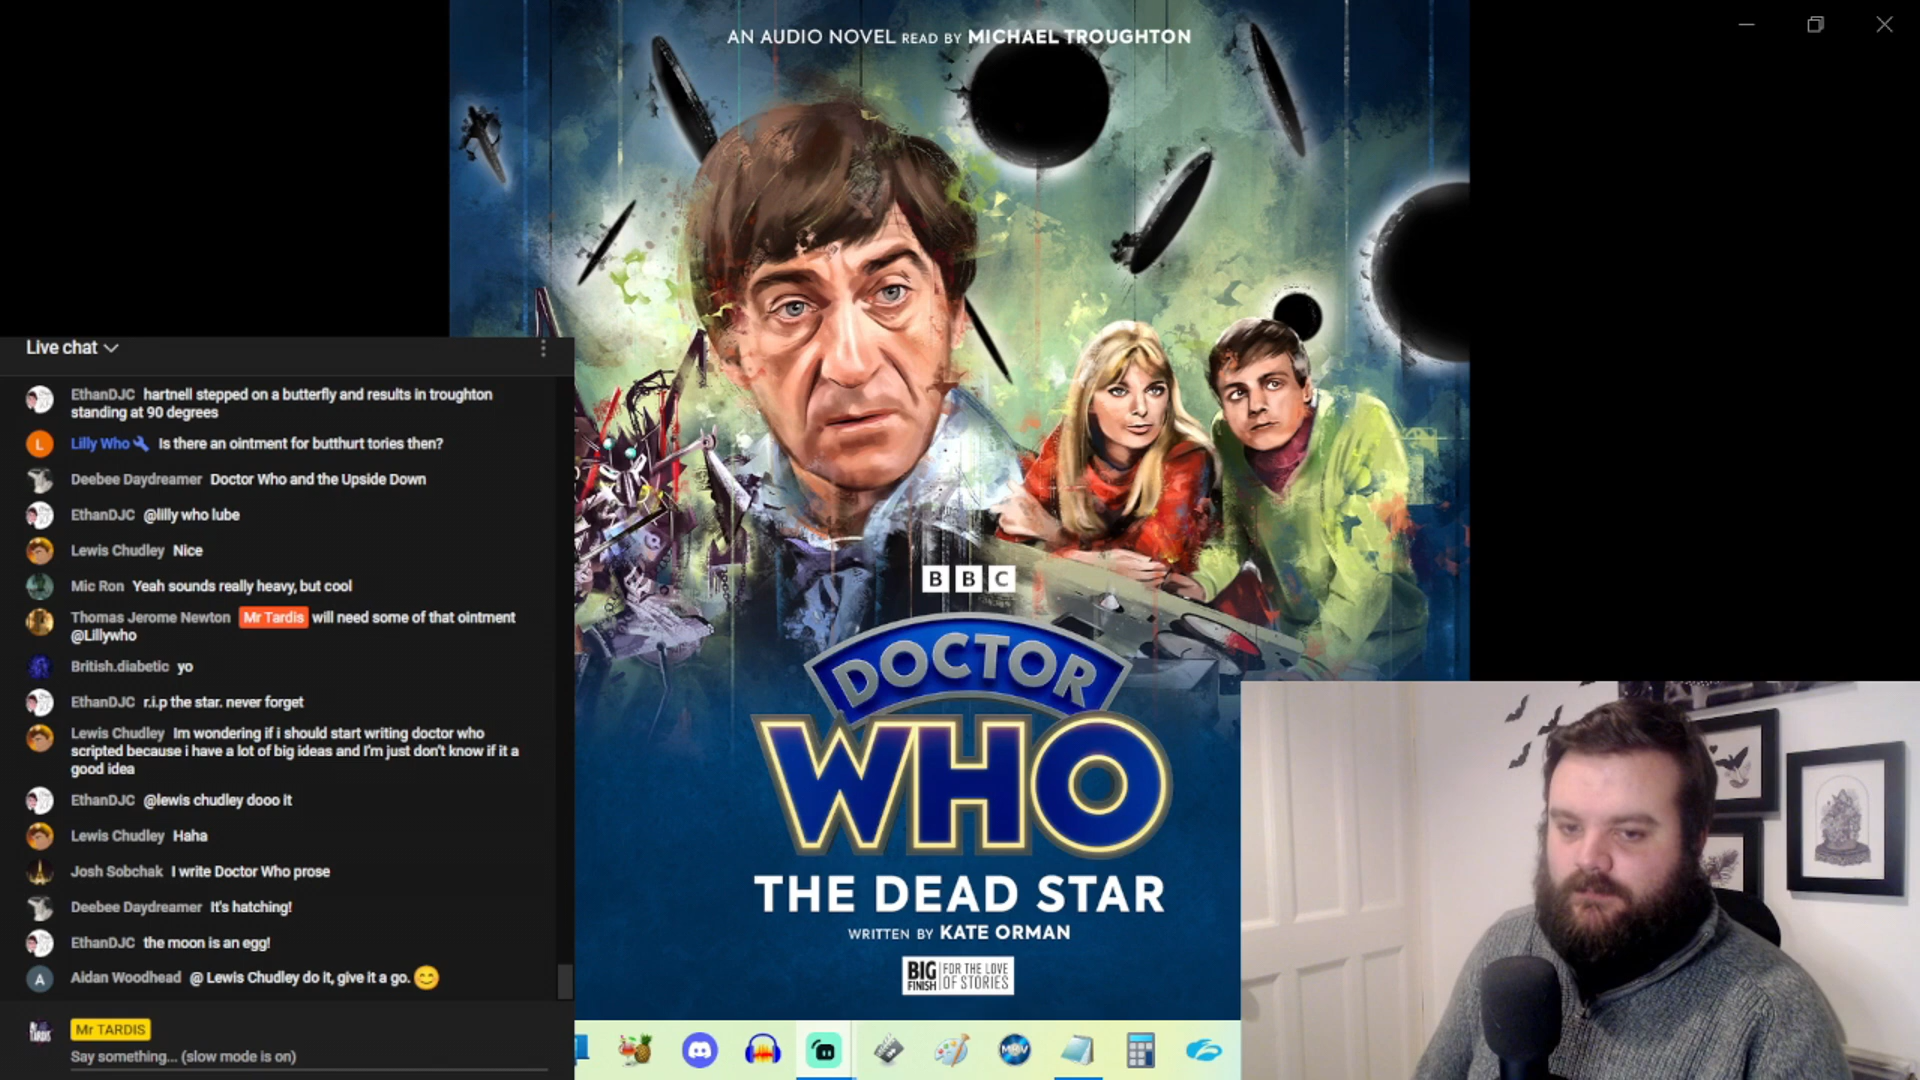 AN AUDIO NOVEL READ BY MICHAEL TROUGHTON
Live chat
EthanDJC hartnell stepped on a butterfly and results in troughton
standing at 90 degrees
Lilly Who Is there an ointment for butthurt tories then?
Deebee Daydreamer Doctor Who and the Upside Down
EthanDJC @lilly who lube
Lewis Chudley Nice
Mic Ron Yeah sounds really heavy, but cool
Thomas Jerome Newton Mr Tardis will need some of that ointment
@Lillywho
British.diabetic yo
EthanDJC r.i.p the star. never forget
Lewis Chudley Im wondering if i should start writing doctor who
scripted because i have a lot of big ideas and I'm just don't know if it a
good idea
EthanDJC @lewis chudley dooo it
Lewis Chudley Haha
Josh Sobchak I write Doctor Who prose
Deebee Daydreamer It's hatching!
EthanDJC the moon is an egg!
A Aidan Woodhead @ Lewis Chudley do it, give it a go. 😊
Mr TARDIS
Say something... (slow mode is on)
BBC
DOCTOR
WHO
THE DEAD STAR
WRITTEN BY KATE ORMAN
BIG FINISH
FOR THE LOVE
OF STORIES